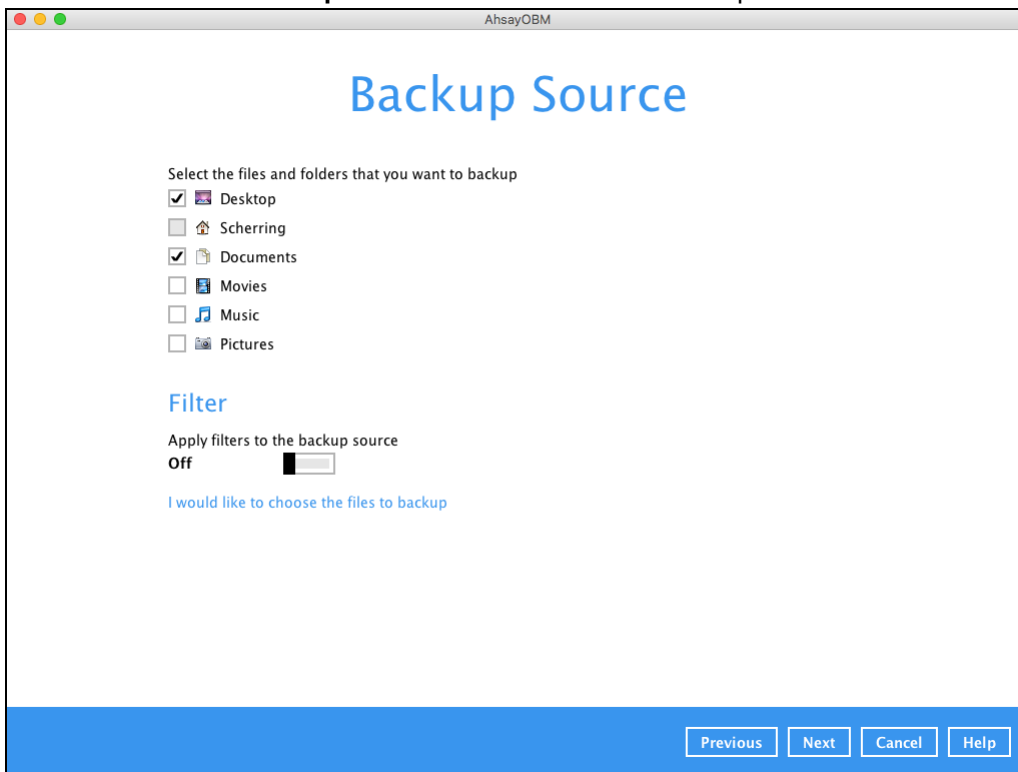 AhsayOBM
Backup Source
Select the files and folders that you want to backup
Desktop
Scherring
Documents
Movies
Music
Pictures
Filter
Apply filters to the backup source
Off
I would like to choose the files to backup
Previous Next Cancel Help